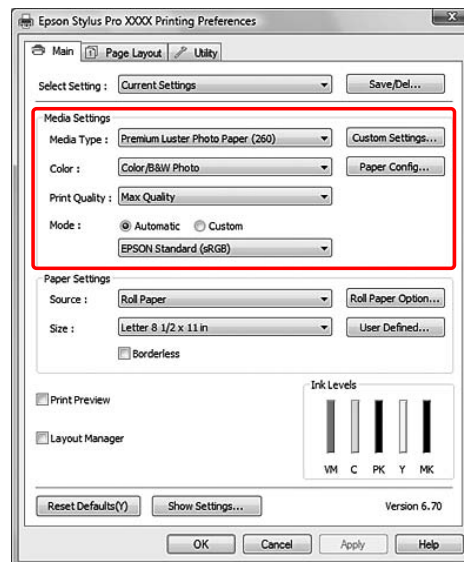 Epson Stylus Pro XXXX Printing Preferences
Main Page Layout Utility
Select Setting : Current Settings Save/Del...
Media Settings
Media Type : Premium Luster Photo Paper (260) Custom Settings...
Color : Color/B&W Photo Paper Config...
Print Quality : Max Quality
Mode : Automatic Custom
EPSON Standard (sRGB)
Paper Settings
Source : Roll Paper Roll Paper Option...
Size : Letter 8 1/2 x 11 in User Defined...
Borderless
Print Preview
Layout Manager
Ink Levels
VM C PK Y MK
Reset Defaults(Y) Show Settings... Version 6.70
OK Cancel Apply Help